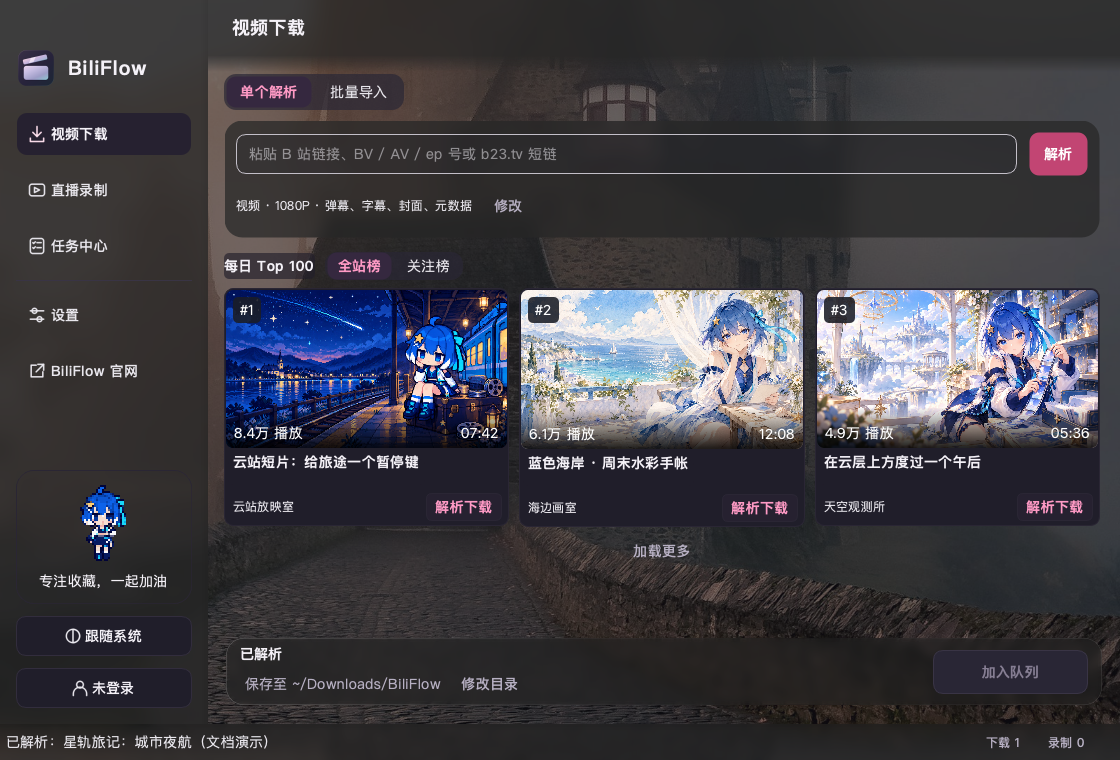 视频下载
BiliFlow
单个解析 批量导入
视频下载
粘贴 B 站链接、BV / AV / ep 号或 b23.tv 短链 解析
直播录制
视频 · 1080P · 弹幕、字幕、封面、元数据 修改
任务中心
每日 Top 100 全站榜 关注榜
设置
BiliFlow 官网
#1
8.4万 播放 07:42
云站短片：给旅途一个暂停键
云站放映室 解析下载
#2
6.1万 播放 12:08
蓝色海岸 · 周末水彩手帐
海边画室 解析下载
#3
4.9万 播放 05:36
在云层上方度过一个午后
天空观测所 解析下载
加载更多
专注收藏，一起加油
跟随系统
未登录
已解析
保存至 ~/Downloads/BiliFlow 修改目录
加入队列
已解析：星轨旅记：城市夜航（文档演示） 下载 1 录制 0